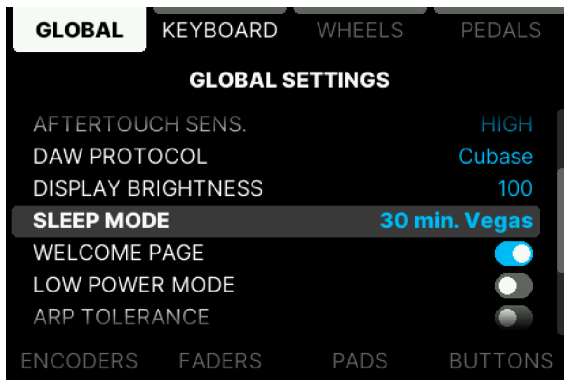 GLOBAL KEYBOARD WHEELS PEDALS
GLOBAL SETTINGS
AFTERTOUCH SENS. HIGH
DAW PROTOCOL Cubase
DISPLAY BRIGHTNESS 100
SLEEP MODE 30 min. Vegas
WELCOME PAGE
LOW POWER MODE
ARP TOLERANCE
ENCODERS FADERS PADS BUTTONS